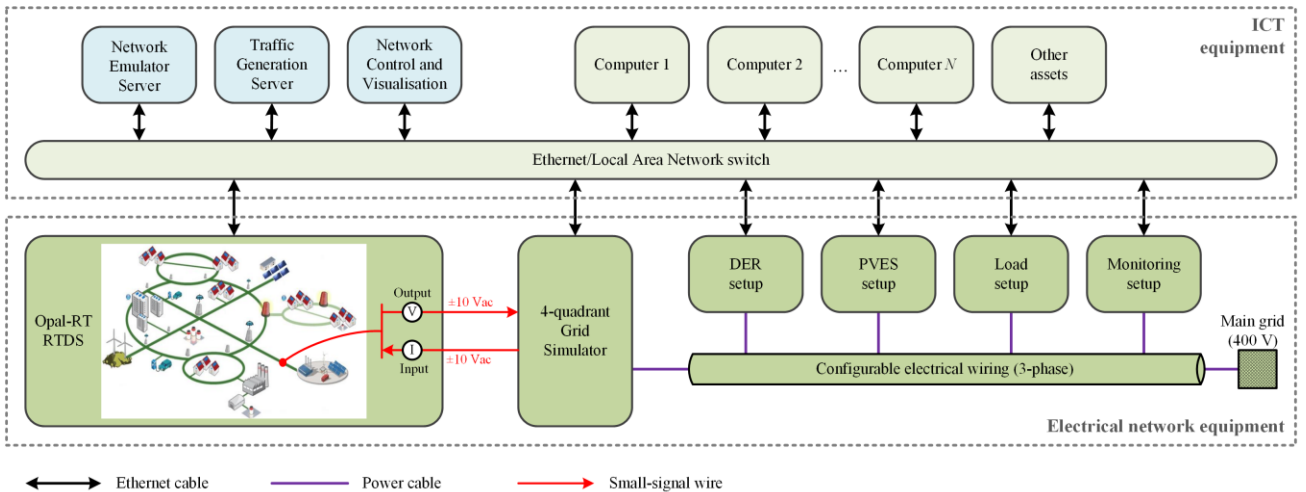 ICT
equipment
Network
Emulator
Server
Traffic
Generation
Server
Network
Control and
Visualisation
Computer 1
Computer 2
...
Computer N
Other
assets
Ethernet/Local Area Network switch
Opal-RT
RTDS
Output
V
±10 Vac
I
Input
±10 Vac
4-quadrant
Grid
Simulator
DER
setup
PVES
setup
Load
setup
Monitoring
setup
Main grid
(400 V)
Configurable electrical wiring (3-phase)
Electrical network equipment
Ethernet cable
Power cable
Small-signal wire